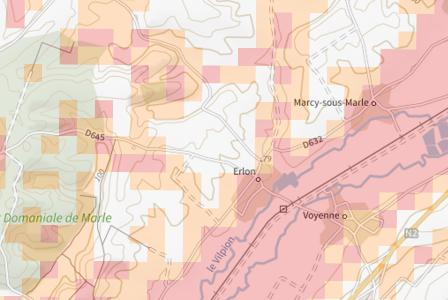 Marcy-sous-Marle
D645
D632
79
Erlon
100
t Domaniale de Marle
Voyenne
N2
le Vilpion